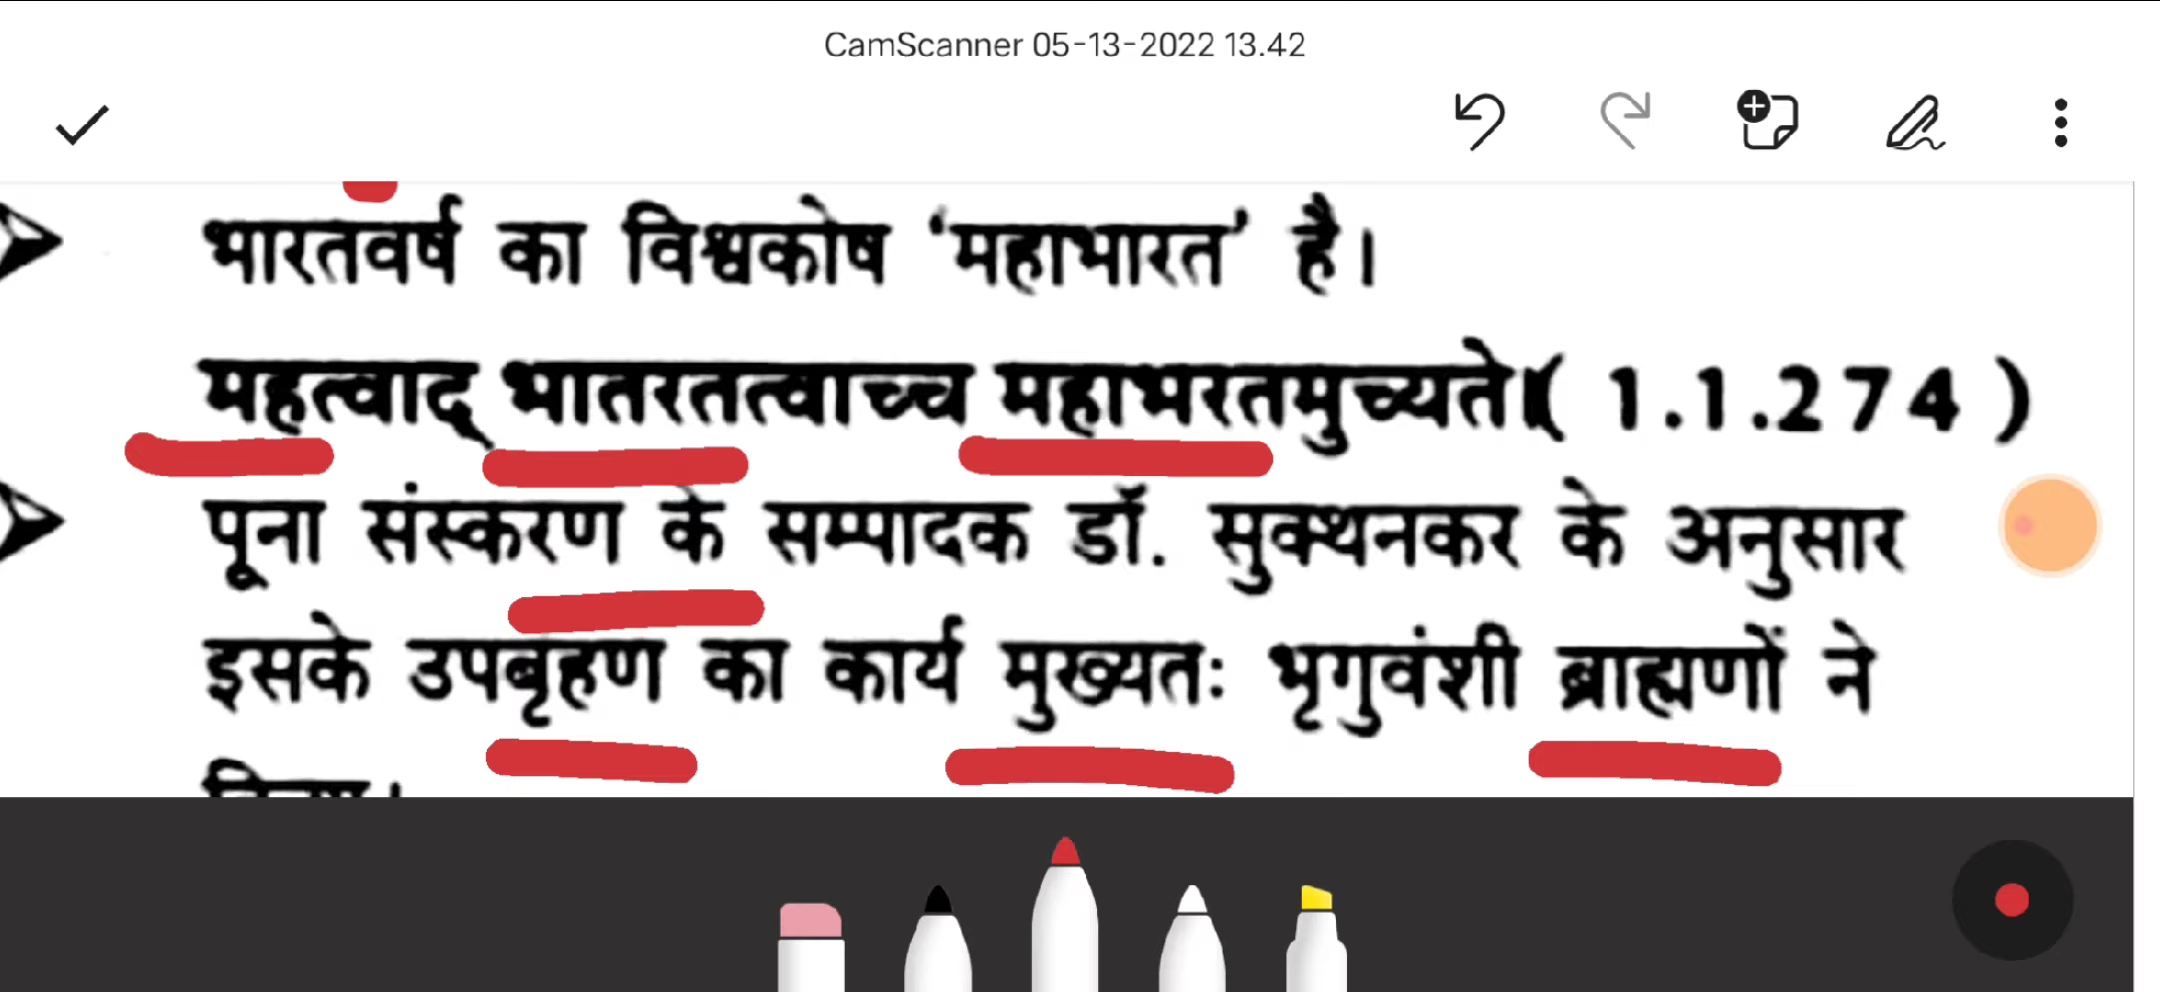 CamScanner 05-13-2022 13.42
भारतवर्ष का विश्वकोष ‘महाभारत’ है।
महत्वाद् भातरतत्वाच्च महाभरतमुच्यते।( 1.1.274 )
पूना संस्करण के सम्पादक डॉ. सुक्थनकर के अनुसार
इसके उपबृहण का कार्य मुख्यतः भृगुवंशी ब्राह्मणों ने